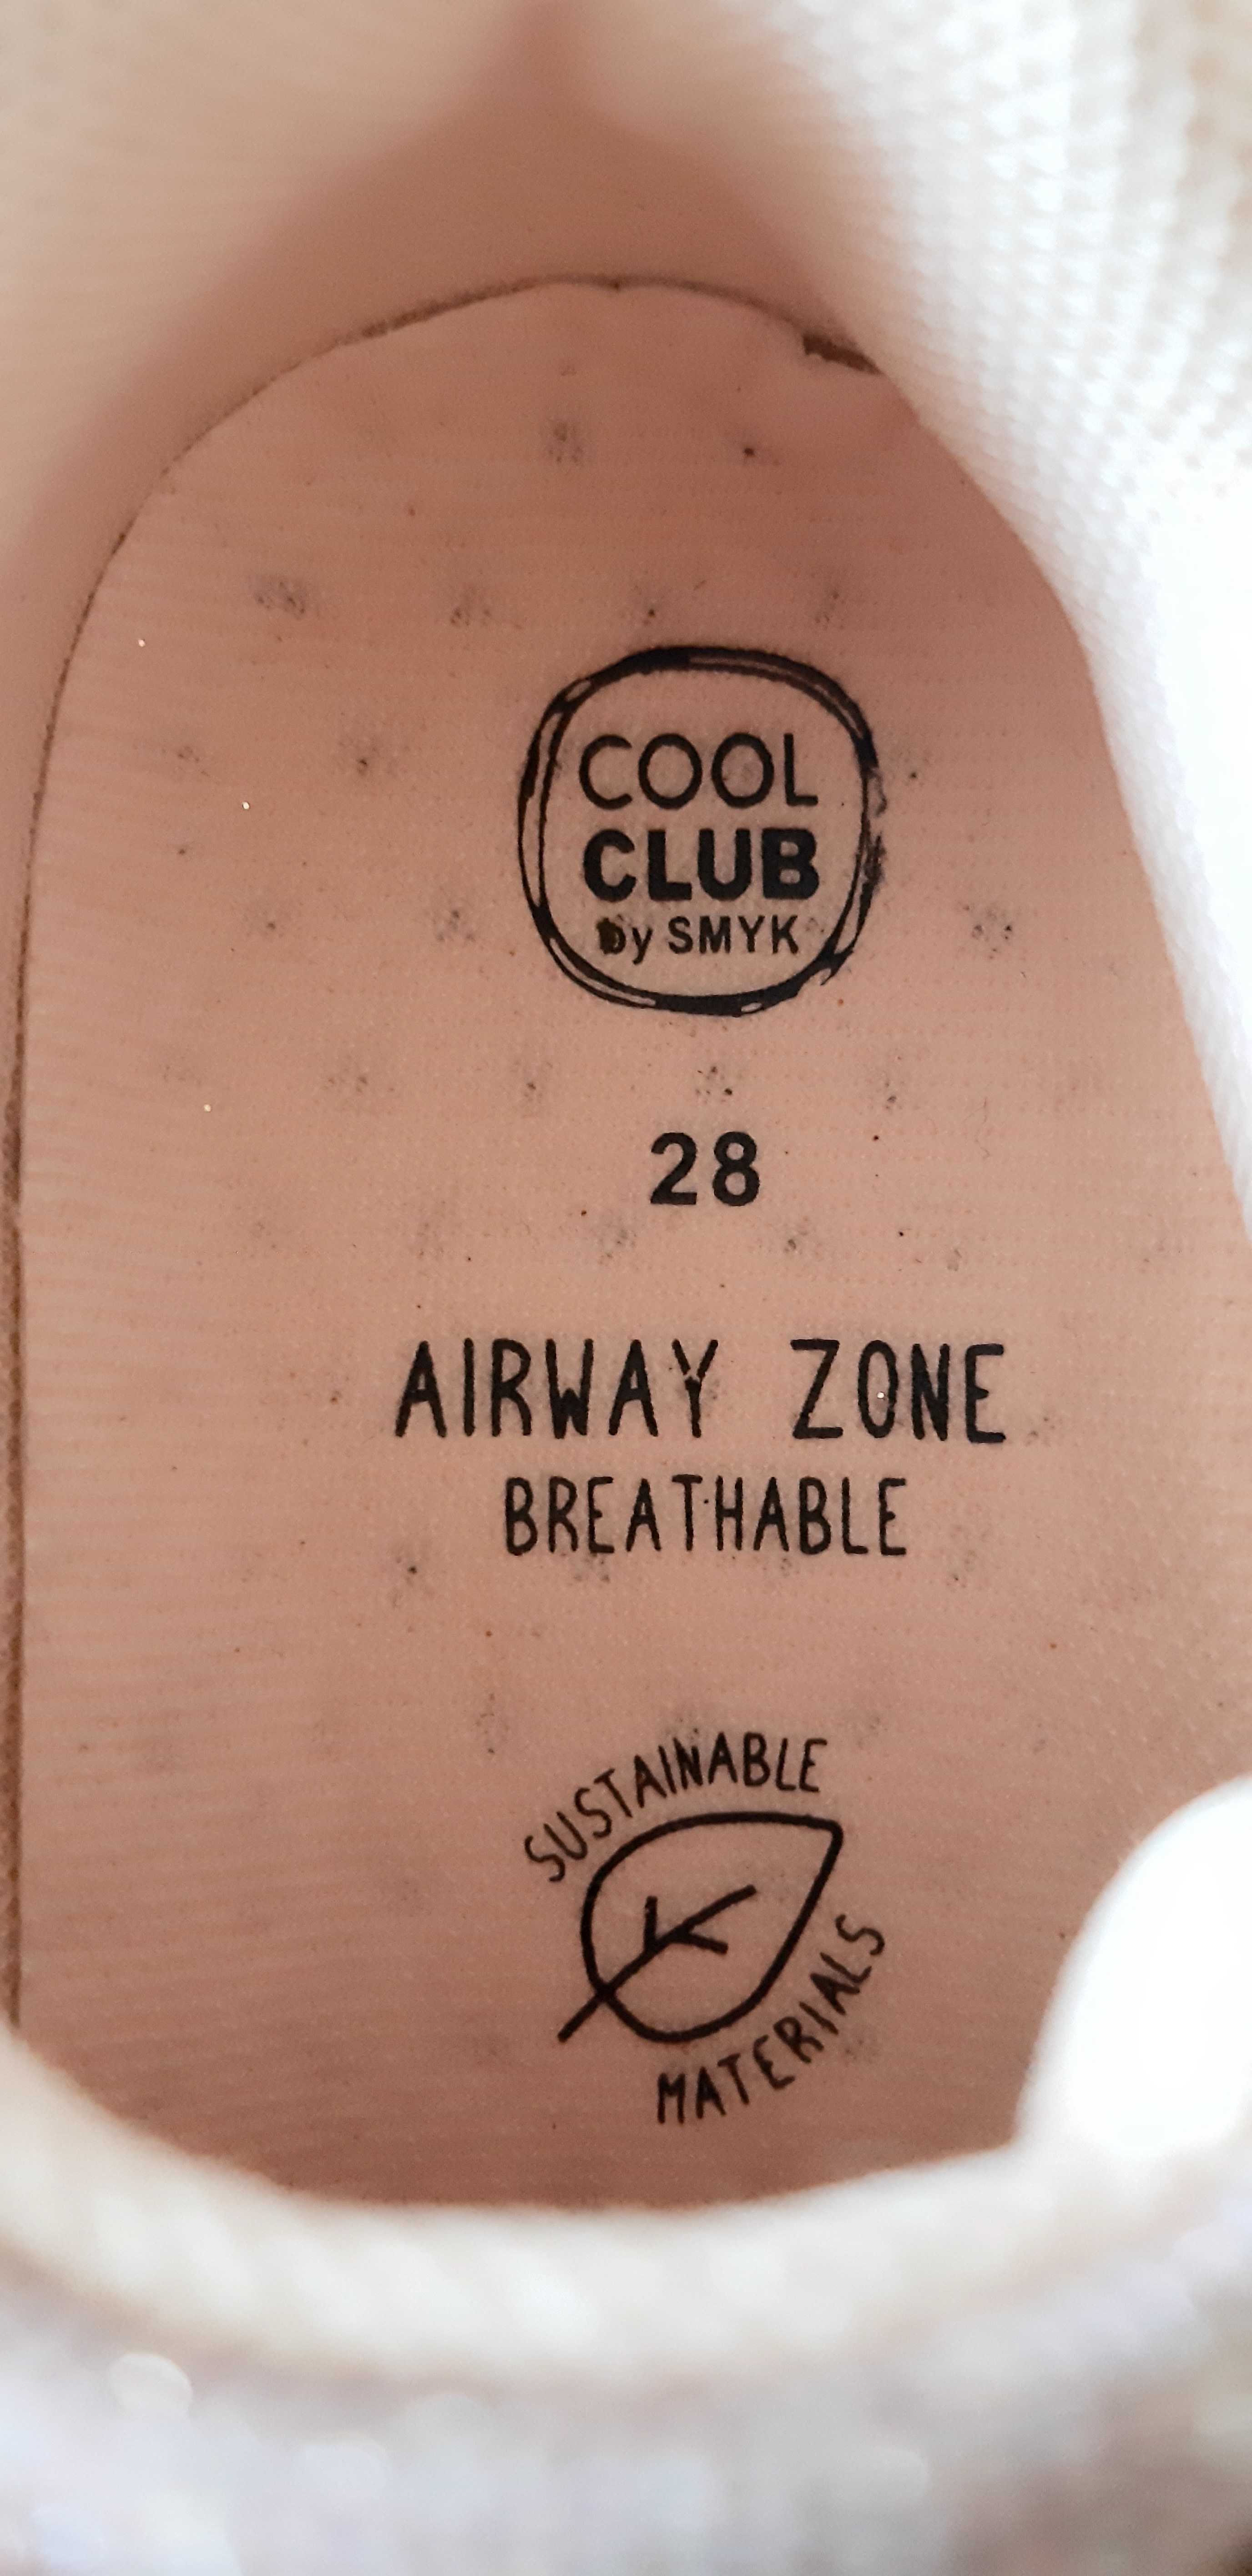 COOL
CLUB
by SMYK
28
AIRWAY ZONE
BREATHABLE
SUSTAINABLE
MATERIALS